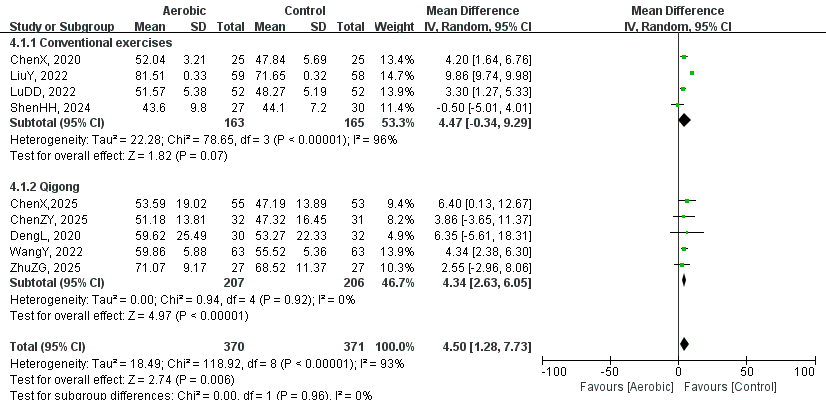 Aerobic Control Mean Difference Mean Difference
Study or Subgroup Mean SD Total Mean SD Total Weight IV, Random, 95% CI IV, Random, 95% CI
4.1.1 Conventional exercises
ChenX, 2020 52.04 3.21 25 47.84 5.69 25 13.4% 4.20 [1.64, 6.76]
LiuY, 2022 81.51 0.33 59 71.65 0.32 58 14.7% 9.86 [9.74, 9.98]
LuDD, 2022 51.57 5.38 52 48.27 5.19 52 13.9% 3.30 [1.27, 5.33]
ShenHH, 2024 43.6 9.8 27 44.1 7.2 30 11.4% -0.50 [-5.01, 4.01]
Subtotal (95% CI) 163 165 53.3% 4.47 [-0.34, 9.29]
Heterogeneity: Tau² = 22.28; Chi² = 78.65, df = 3 (P < 0.00001); I² = 96%
Test for overall effect: Z = 1.82 (P = 0.07)
4.1.2 Qigong
ChenX,2025 53.59 19.02 55 47.19 13.89 53 9.4% 6.40 [0.13, 12.67]
ChenZY, 2025 51.18 13.81 32 47.32 16.45 31 8.2% 3.86 [-3.65, 11.37]
DengL, 2020 59.62 25.49 30 53.27 22.33 32 4.9% 6.35 [-5.61, 18.31]
WangY, 2022 59.86 5.88 63 55.52 5.36 63 13.9% 4.34 [2.38, 6.30]
ZhuZG, 2025 71.07 9.17 27 68.52 11.37 27 10.3% 2.55 [-2.96, 8.06]
Subtotal (95% CI) 207 206 46.7% 4.34 [2.63, 6.05]
Heterogeneity: Tau² = 0.00; Chi² = 0.94, df = 4 (P = 0.92); I² = 0%
Test for overall effect: Z = 4.97 (P < 0.00001)
Total (95% CI) 370 371 100.0% 4.50 [1.28, 7.73]
Heterogeneity: Tau² = 18.49; Chi² = 118.92, df = 8 (P < 0.00001); I² = 93%
Test for overall effect: Z = 2.74 (P = 0.006)
Test for subgroup differences: Chi² = 0.00, df = 1 (P = 0.96), I² = 0%
-100 -50 0 50 100
Favours [Aerobic] Favours [Control]